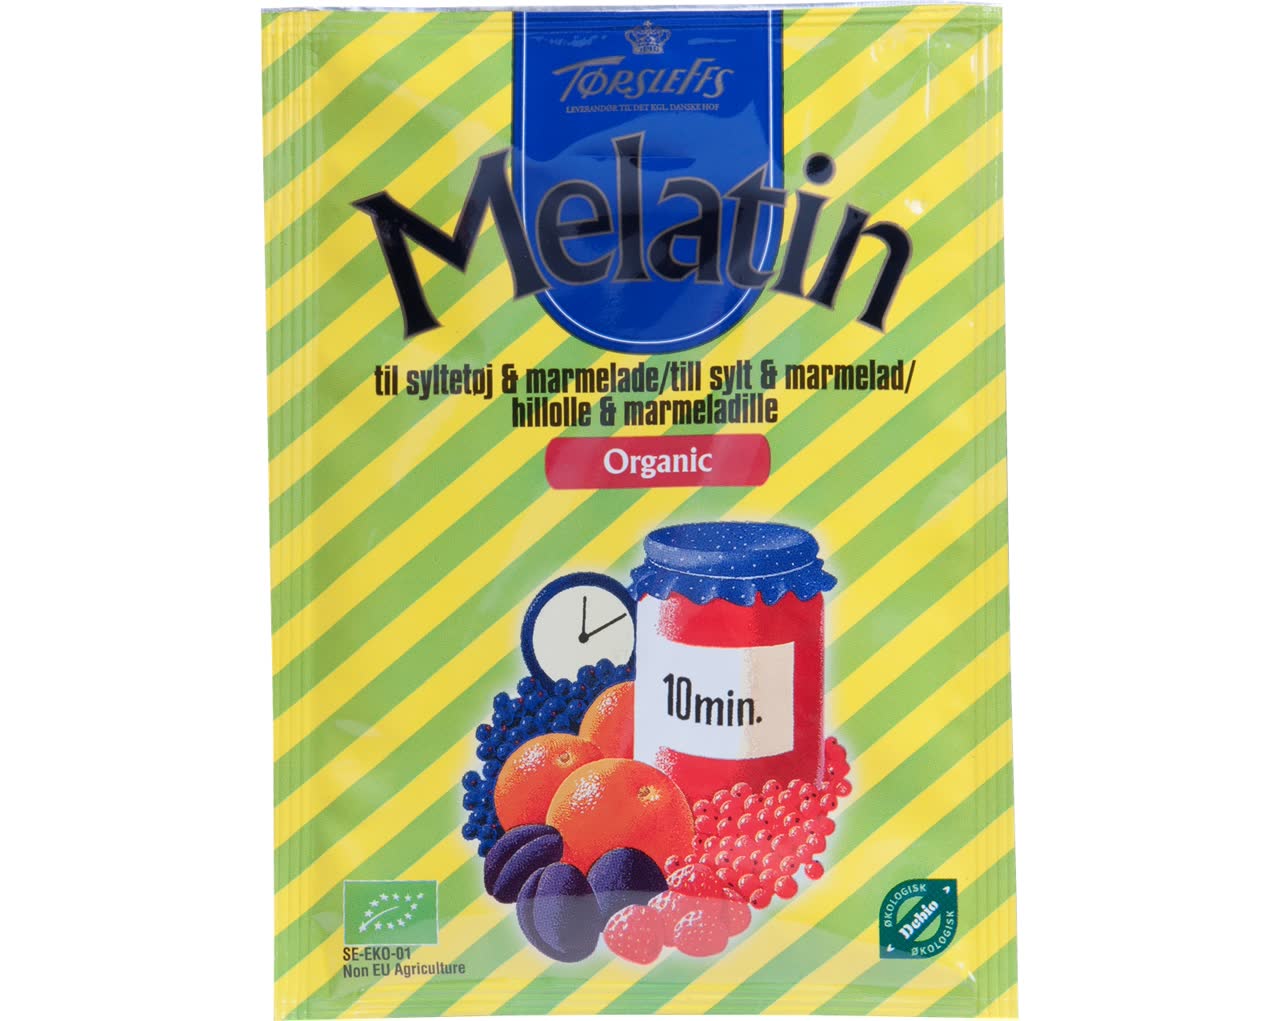 TØRSLEFFS
LEVERANDØR TIL DET KGL. DANSKE HOF
Melatin
til syltetøj & marmelade/till sylt & marmelad/
hillolle & marmeladille
Organic
10min.
SE-EKO-01
Non EU Agriculture
ØKOLOGISK
Debio
ØKOLOGISK